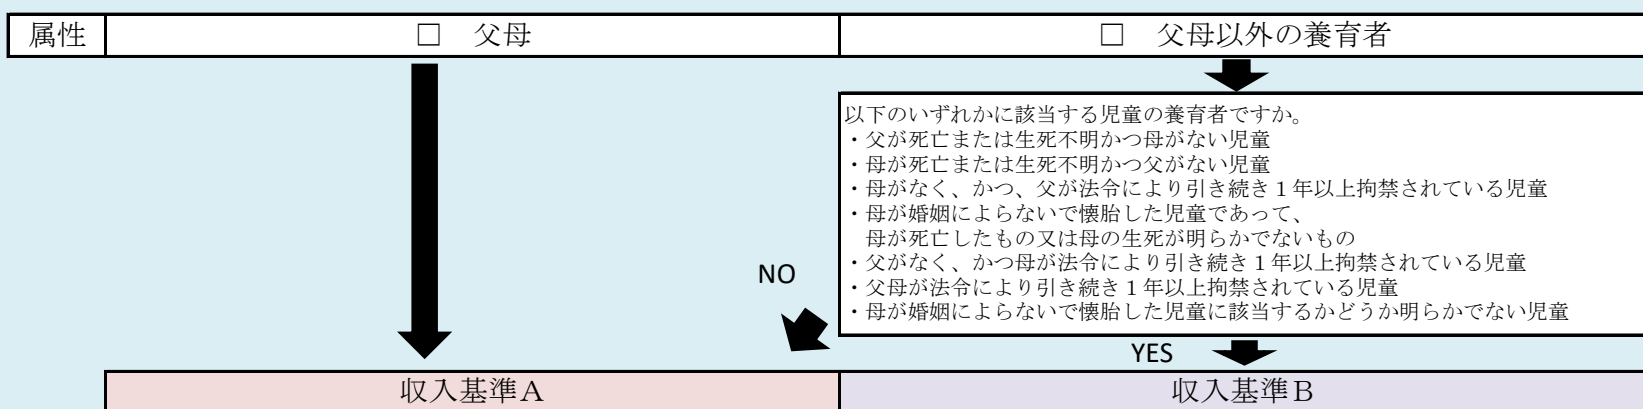 属性
□ 父母
□ 父母以外の養育者
以下のいずれかに該当する児童の養育者ですか。
・父が死亡または生死不明かつ母がない児童
・母が死亡または生死不明かつ父がない児童
・母がなく、かつ、父が法令により引き続き１年以上拘禁されている児童
・母が婚姻によらないで懐胎した児童であって、
　母が死亡したもの又は母の生死が明らかでないもの
・父がなく、かつ母が法令により引き続き１年以上拘禁されている児童
・父母が法令により引き続き１年以上拘禁されている児童
・母が婚姻によらないで懐胎した児童に該当するかどうか明らかでない児童
NO
YES
収入基準Ａ
収入基準Ｂ